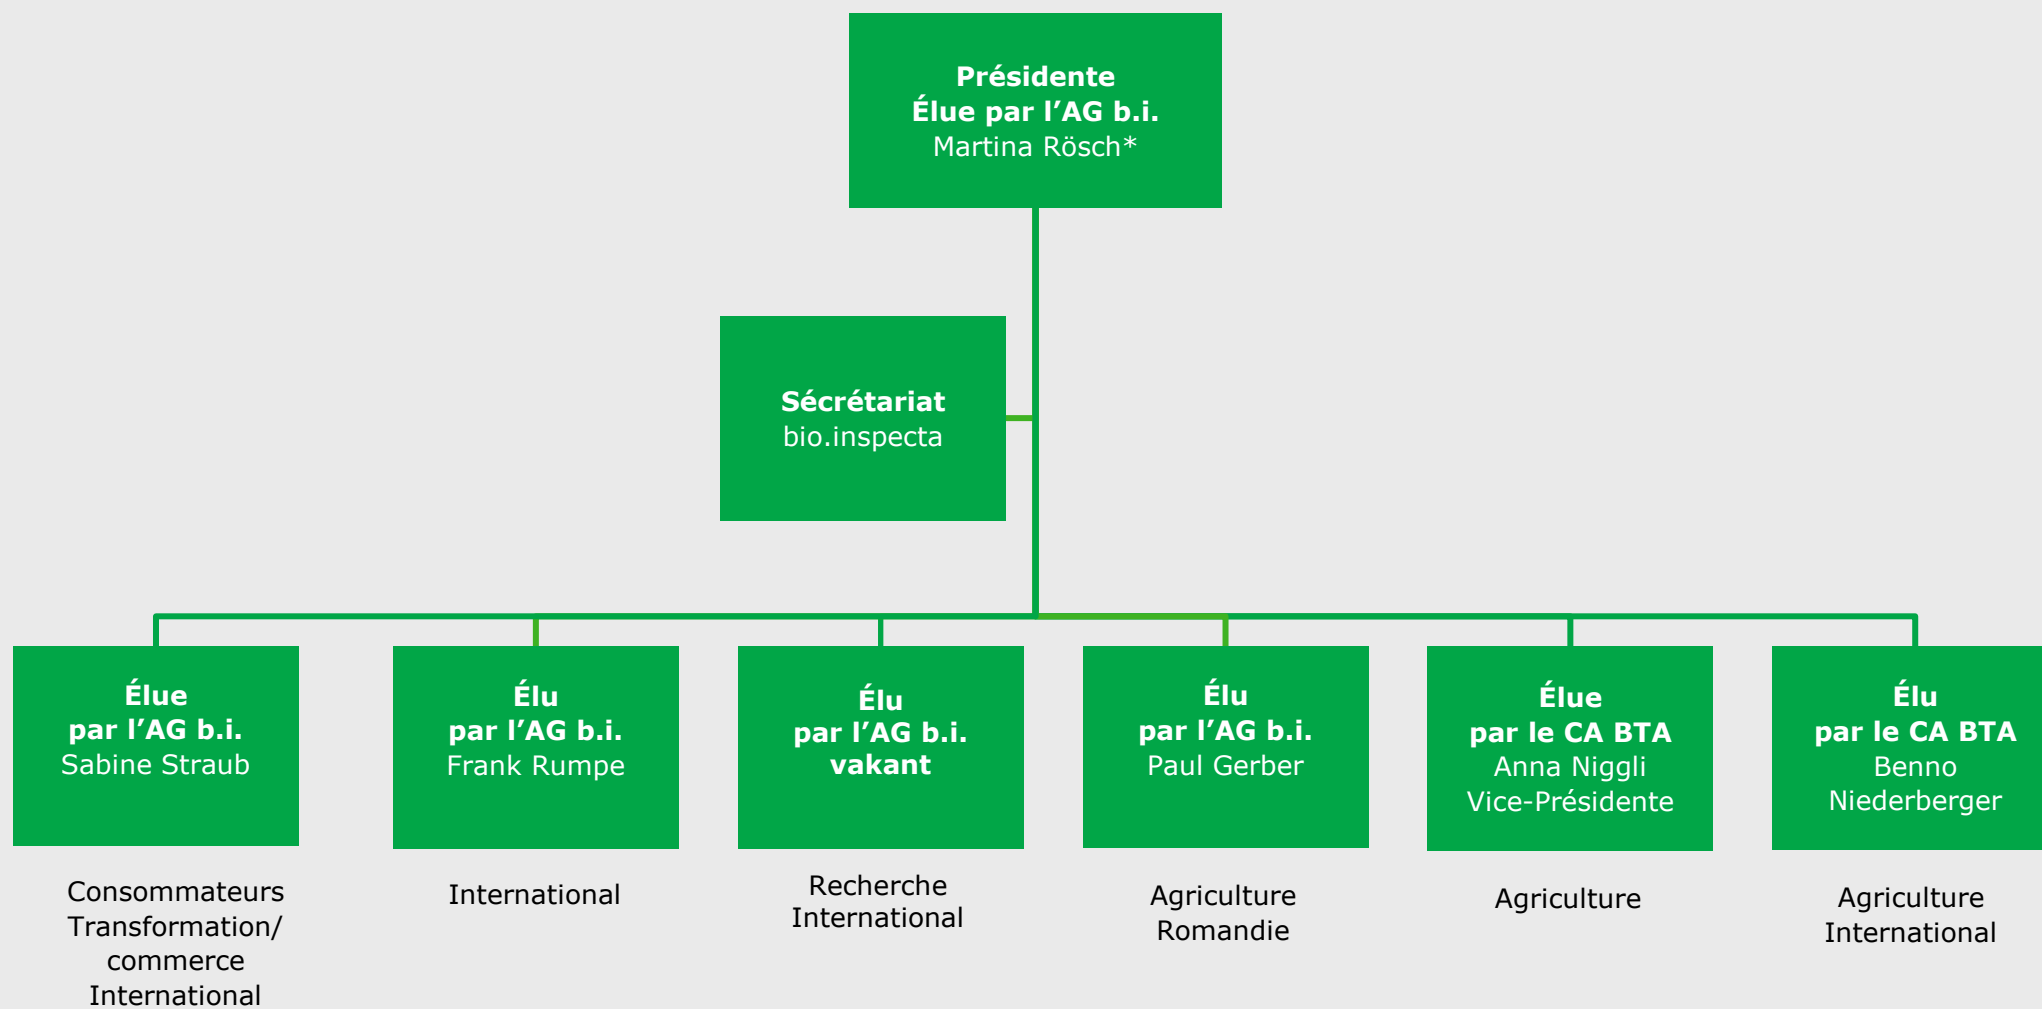 Présidente
Élue par l’AG b.i.
Martina Rösch*
Sécrétariat
bio.inspecta
Élue
par l’AG b.i.
Sabine Straub
Consommateurs
Transformation/
commerce
International
Élu
par l’AG b.i.
Frank Rumpe
International
Élu
par l’AG b.i.
vakant
Recherche
International
Élu
par l’AG b.i.
Paul Gerber
Agriculture
Romandie
Élue
par le CA BTA
Anna Niggli
Vice-Présidente
Agriculture
Élu
par le CA BTA
Benno
Niederberger
Agriculture
International